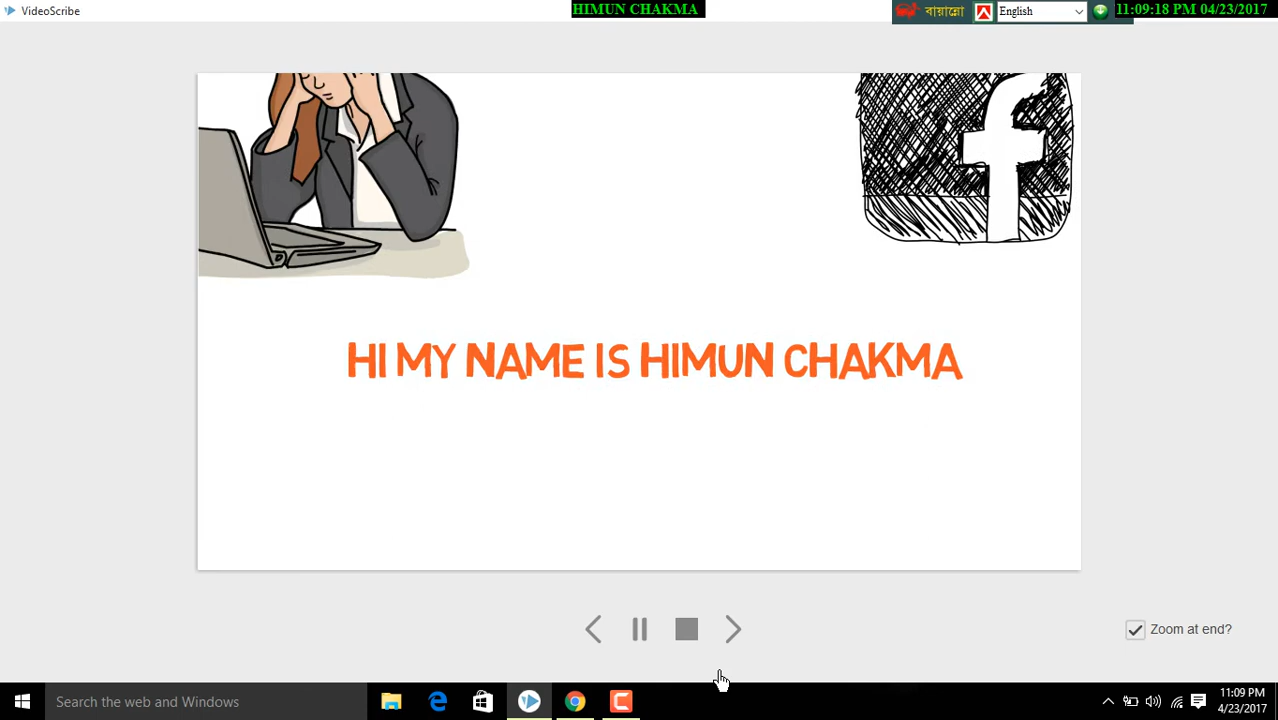 VideoScribe
HIMUN CHAKMA
বায়ান্নো
English
11:09:18 PM 04/23/2017
HI MY NAME IS HIMUN CHAKMA
Zoom at end?
Search the web and Windows
11:09 PM
4/23/2017